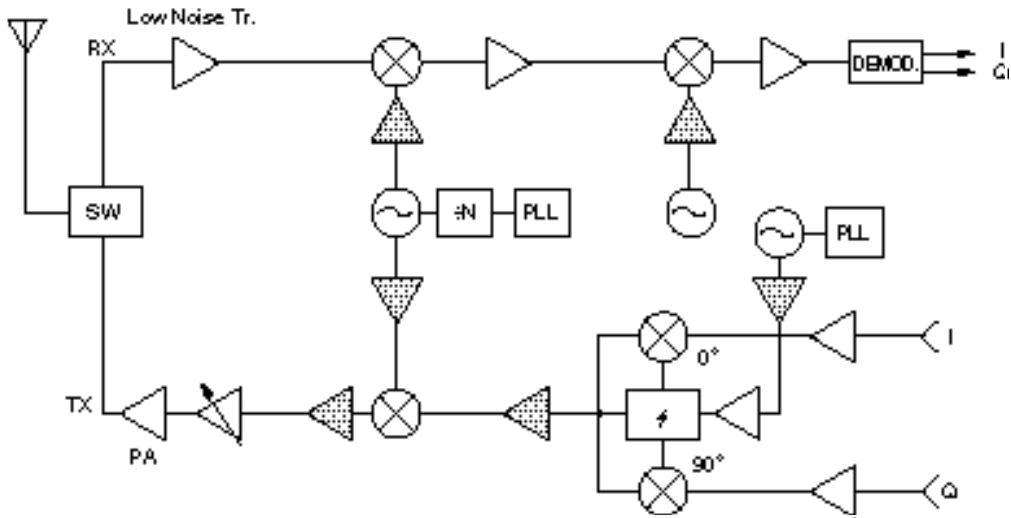 Low Noise Tr.
RX
DEMOD.
I
Q
SW
÷N
PLL
PLL
I
0°
TX
PA
90°
Q